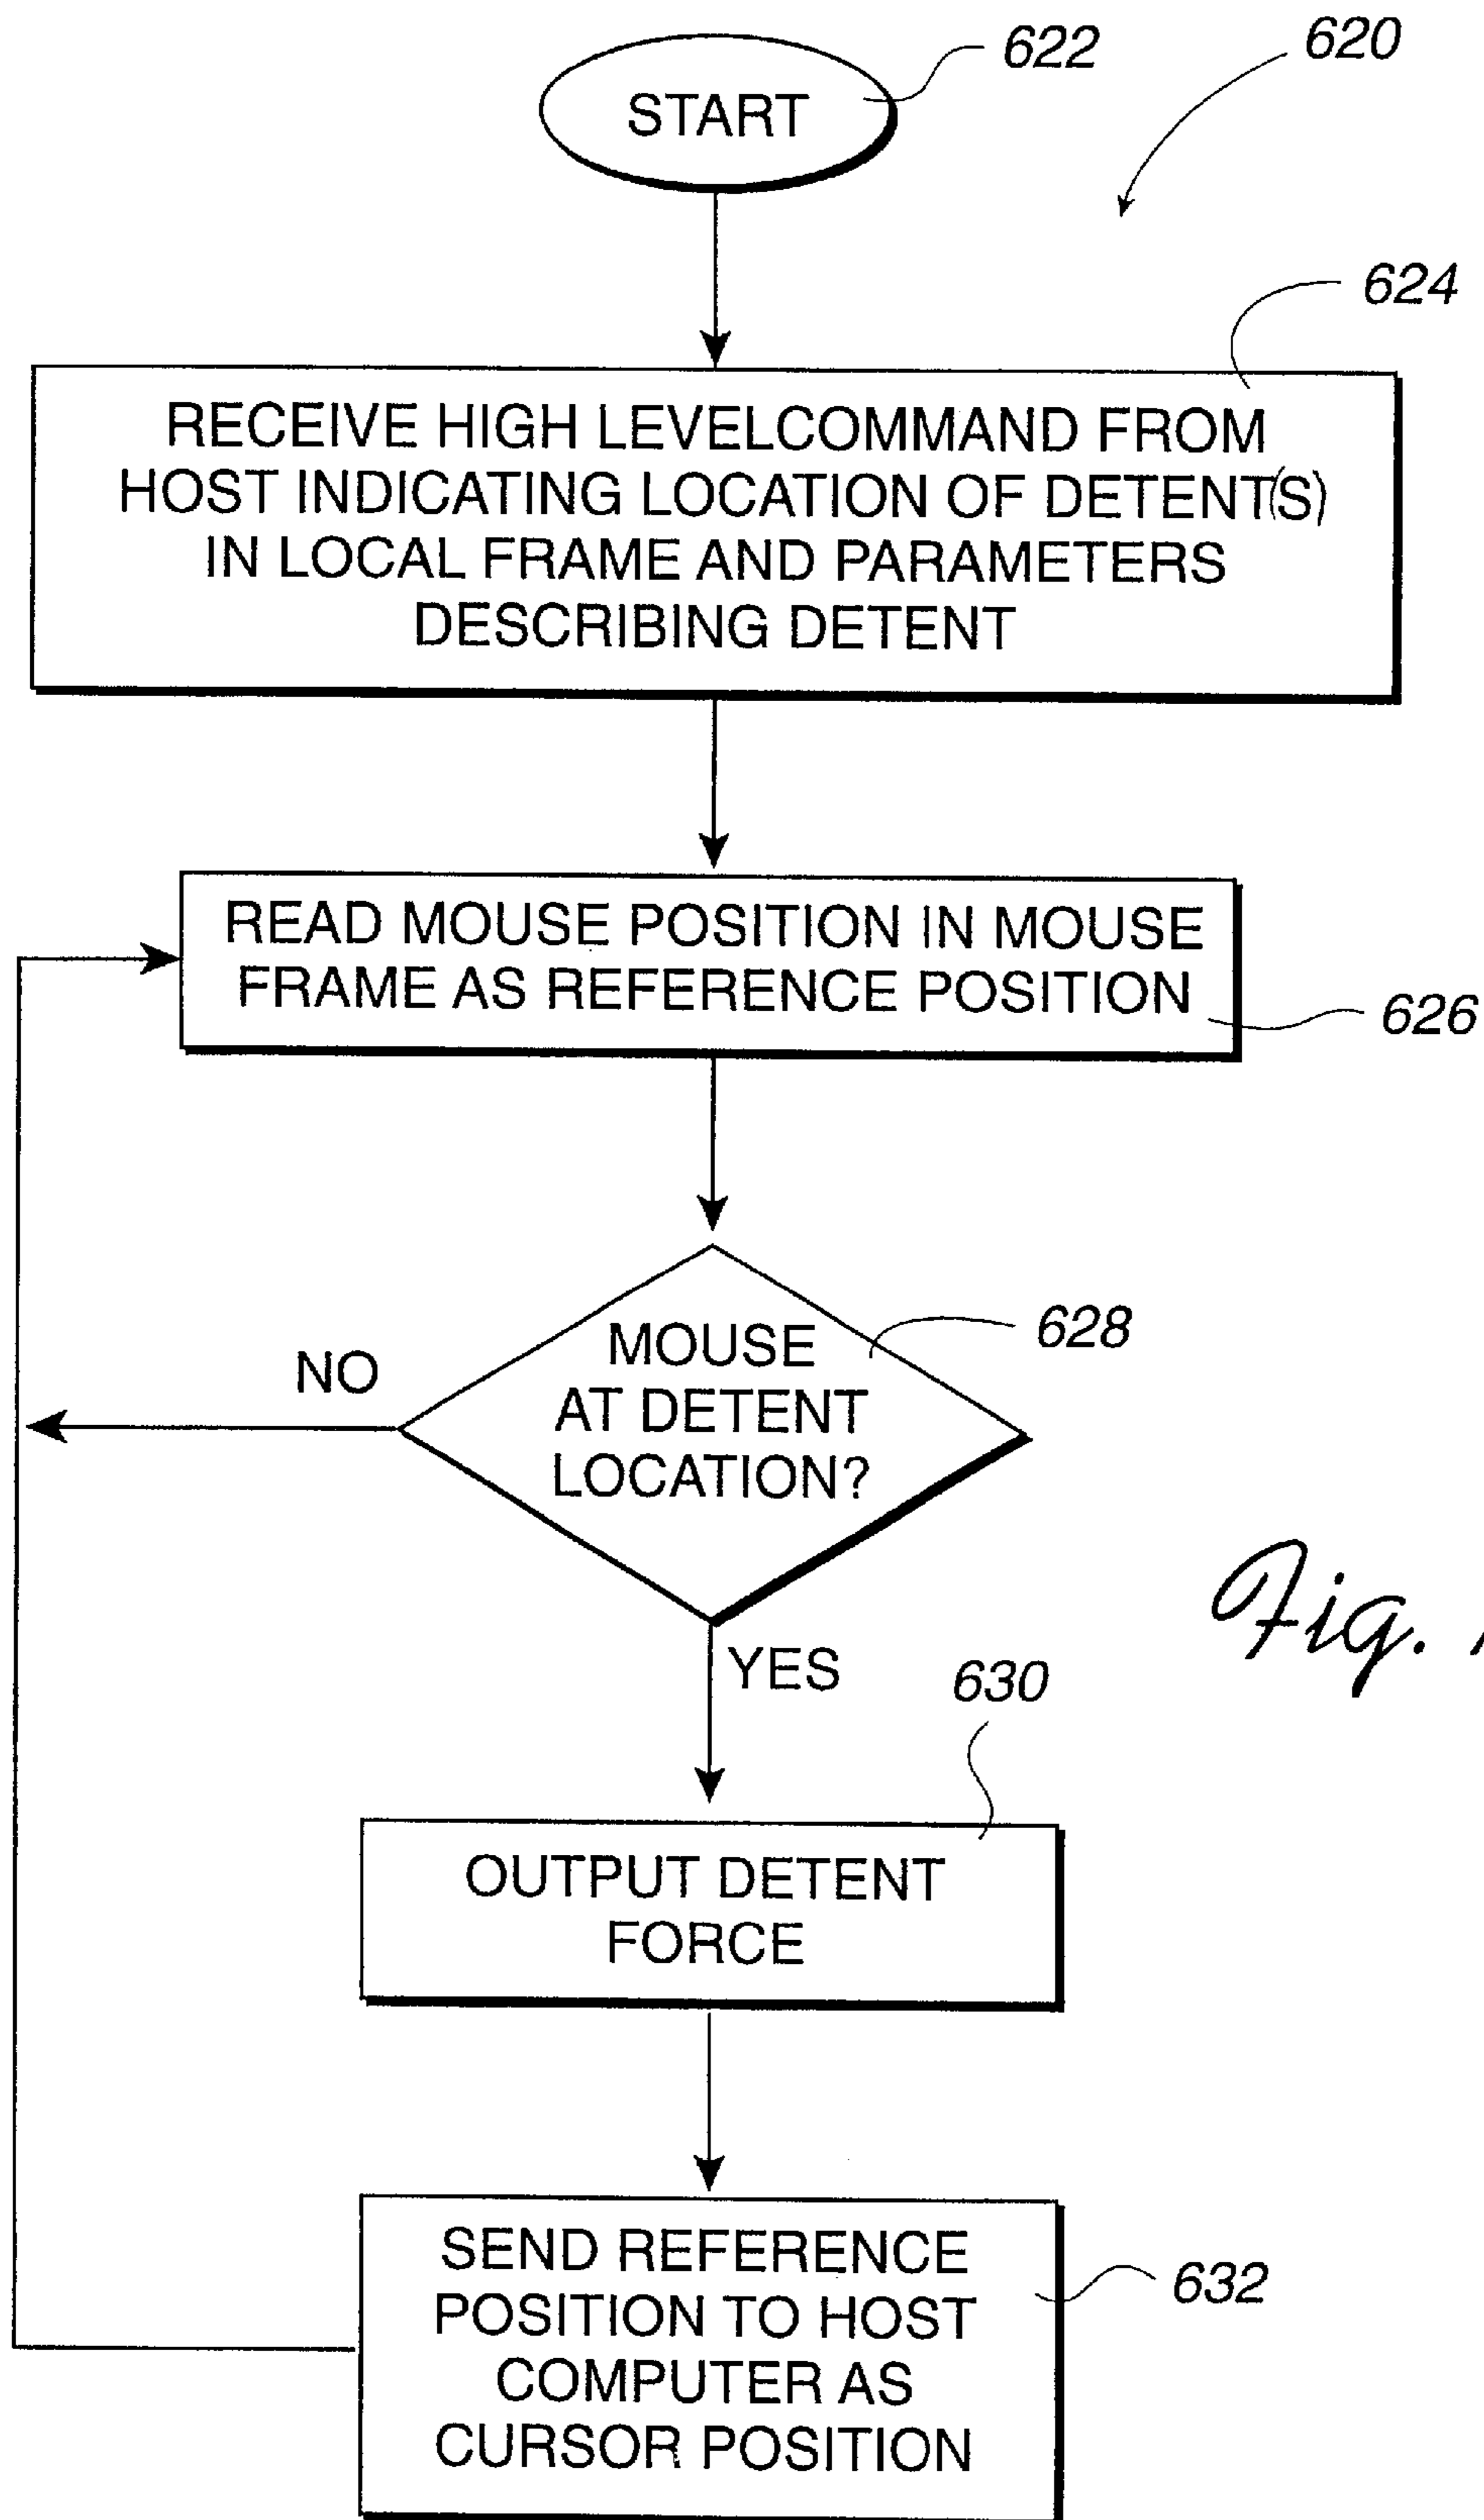 622
620
START
624
RECEIVE HIGH LEVELCOMMAND FROM
HOST INDICATING LOCATION OF DETENT(S)
IN LOCAL FRAME AND PARAMETERS
DESCRIBING DETENT
READ MOUSE POSITION IN MOUSE
FRAME AS REFERENCE POSITION
626
628
MOUSE
AT DETENT
LOCATION?
NO
Fig.
YES
630
OUTPUT DETENT
FORCE
SEND REFERENCE
POSITION TO HOST
COMPUTER AS
CURSOR POSITION
632